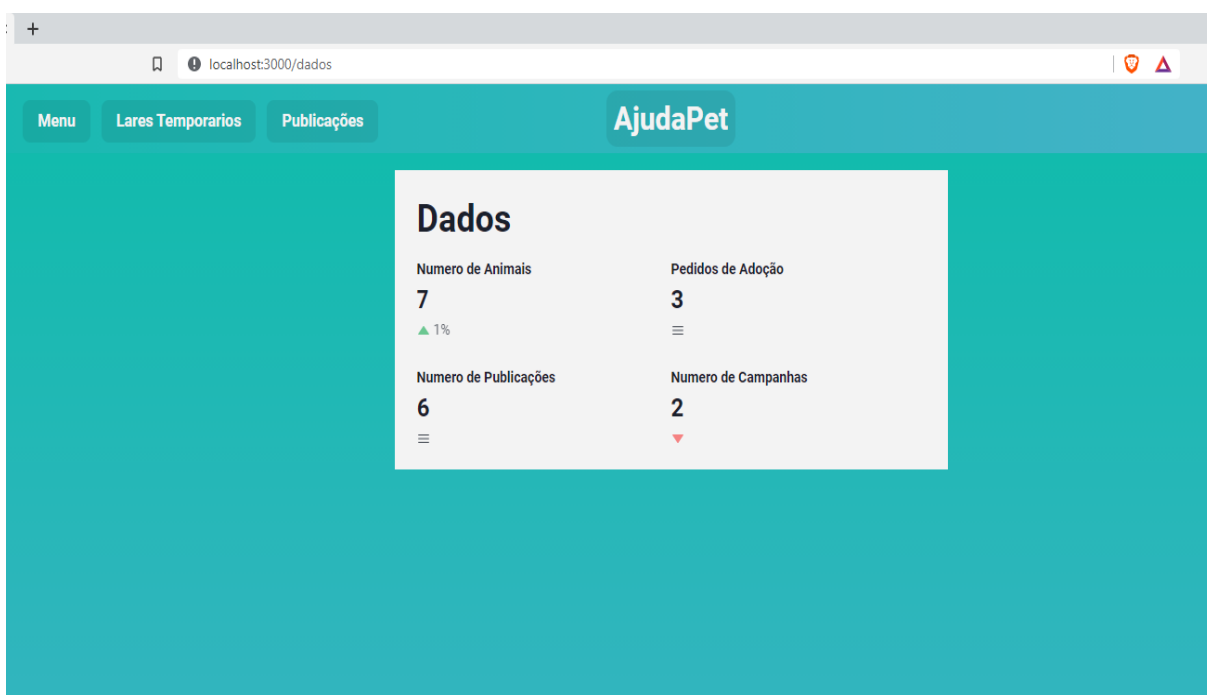 +
localhost:3000/dados
Menu Lares Temporarios Publicações AjudaPet
Dados
Numero de Animais Pedidos de Adoção
7 3
1%
Numero de Publicações Numero de Campanhas
6 2